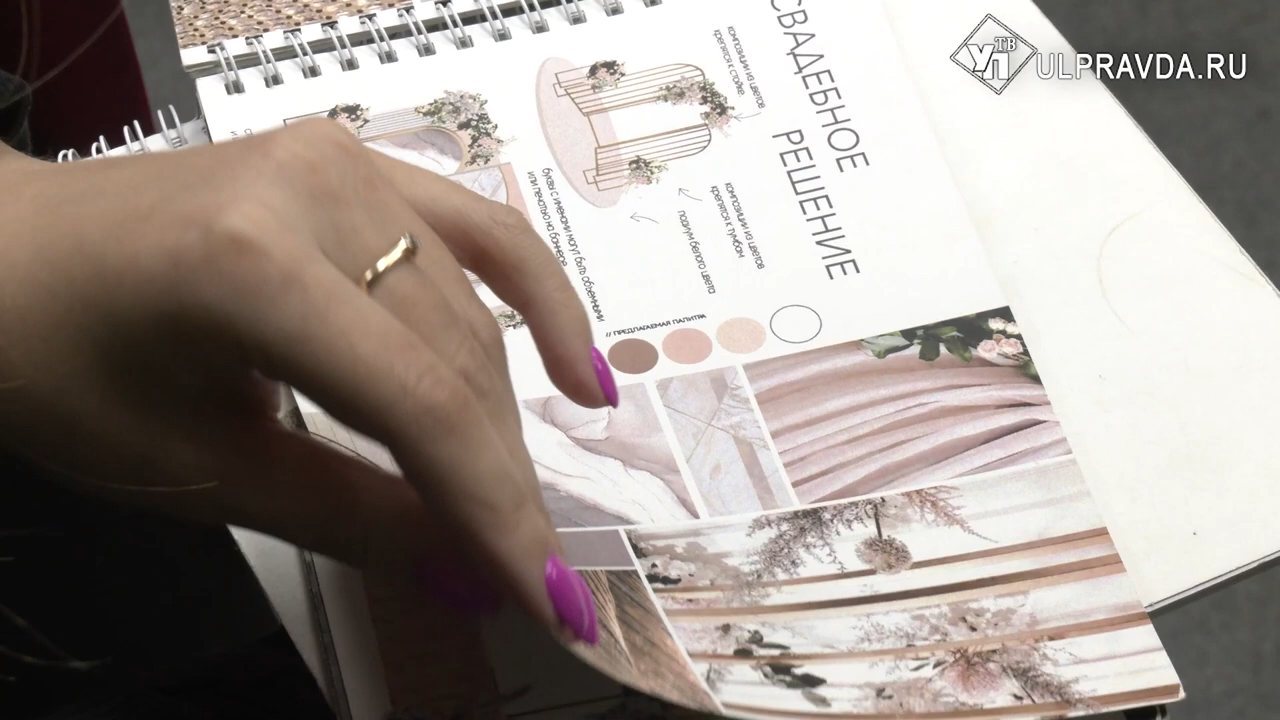 УП ТВ
ULPRAVDA.RU
СВАДЕБНОЕ
РЕШЕНИЕ
композиции из цветов
крепятся к стойке
композиции из цветов
крепятся к тумбам
подиум белого цвета
буквы с именами могут быть объемными
или печатью на баннере
// ПРЕДЛАГАЕМАЯ ПАЛИТРА